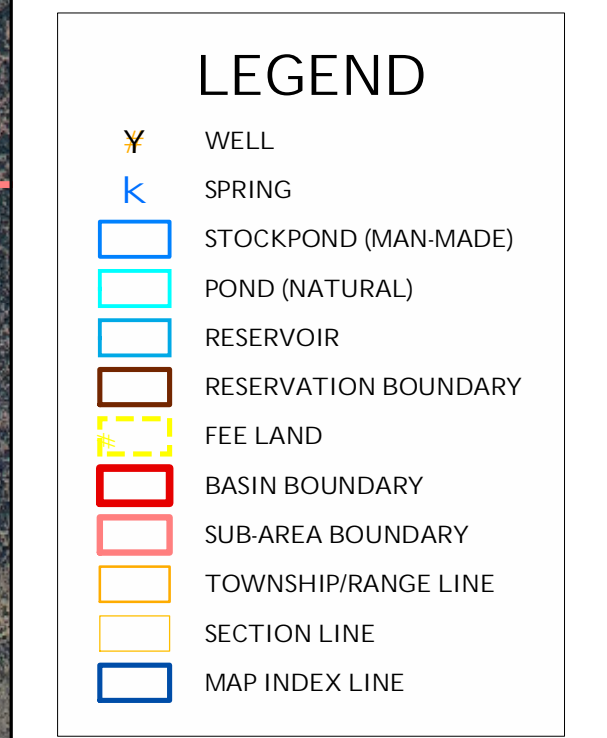 LEGEND
¥ WELL
k SPRING
STOCKPOND (MAN-MADE)
POND (NATURAL)
RESERVOIR
RESERVATION BOUNDARY
# FEE LAND
BASIN BOUNDARY
SUB-AREA BOUNDARY
TOWNSHIP/RANGE LINE
SECTION LINE
MAP INDEX LINE